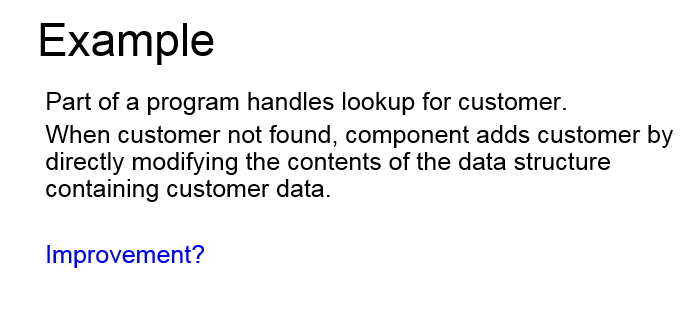 Example
Part of a program handles lookup for customer.
When customer not found, component adds customer by
directly modifying the contents of the data structure
containing customer data.
Improvement?